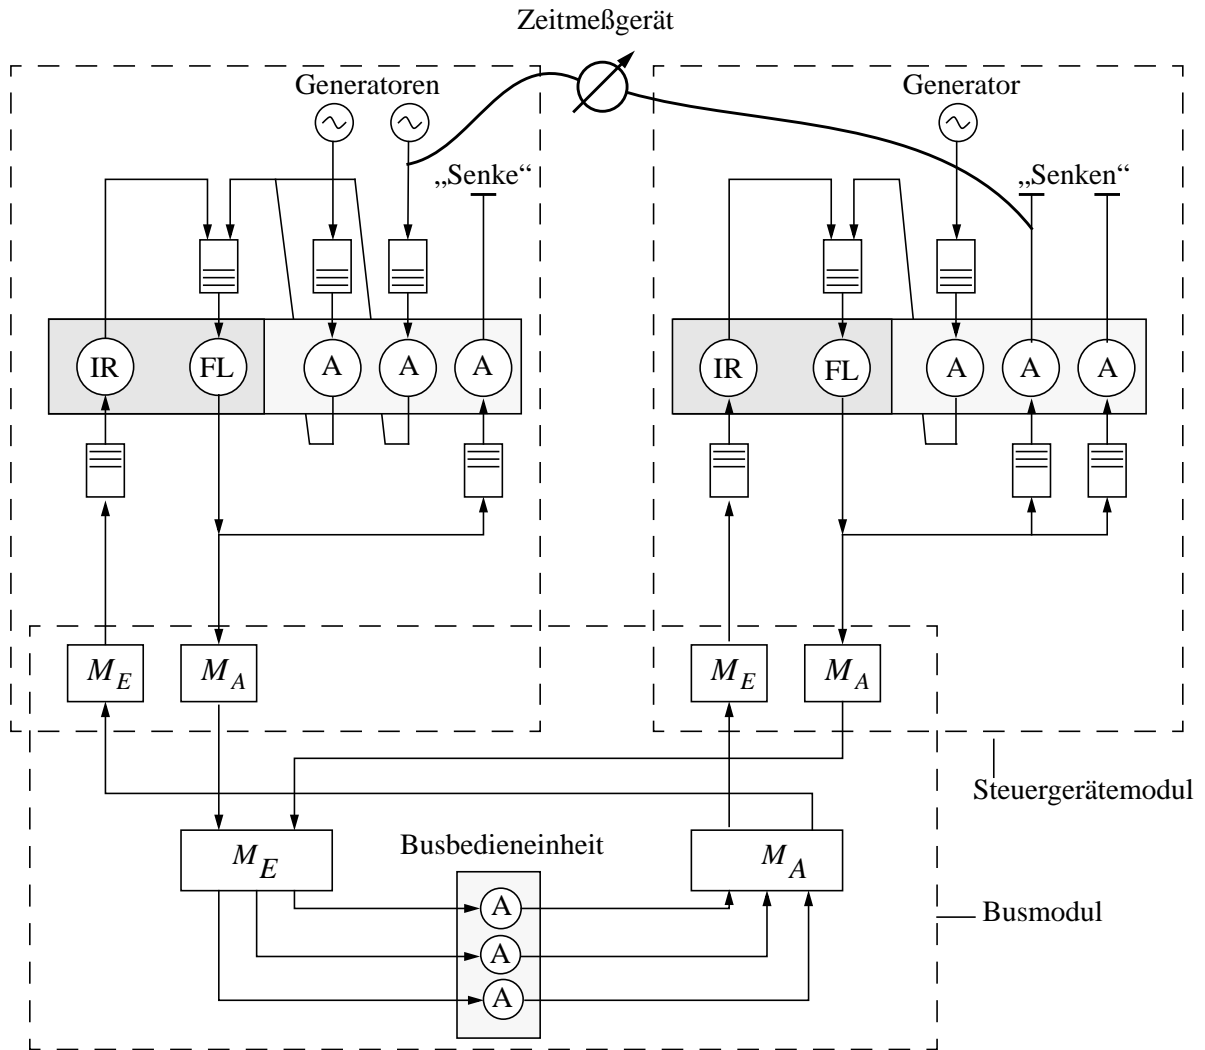 Zeitmeßgerät
Generatoren
Generator
„Senke“
„Senken“
IR
FL
A
A
A
IR
FL
A
A
A
M_E
M_A
M_E
M_A
Steuergerätemodul
Busbedieneinheit
M_E
M_A
A
A
A
Busmodul